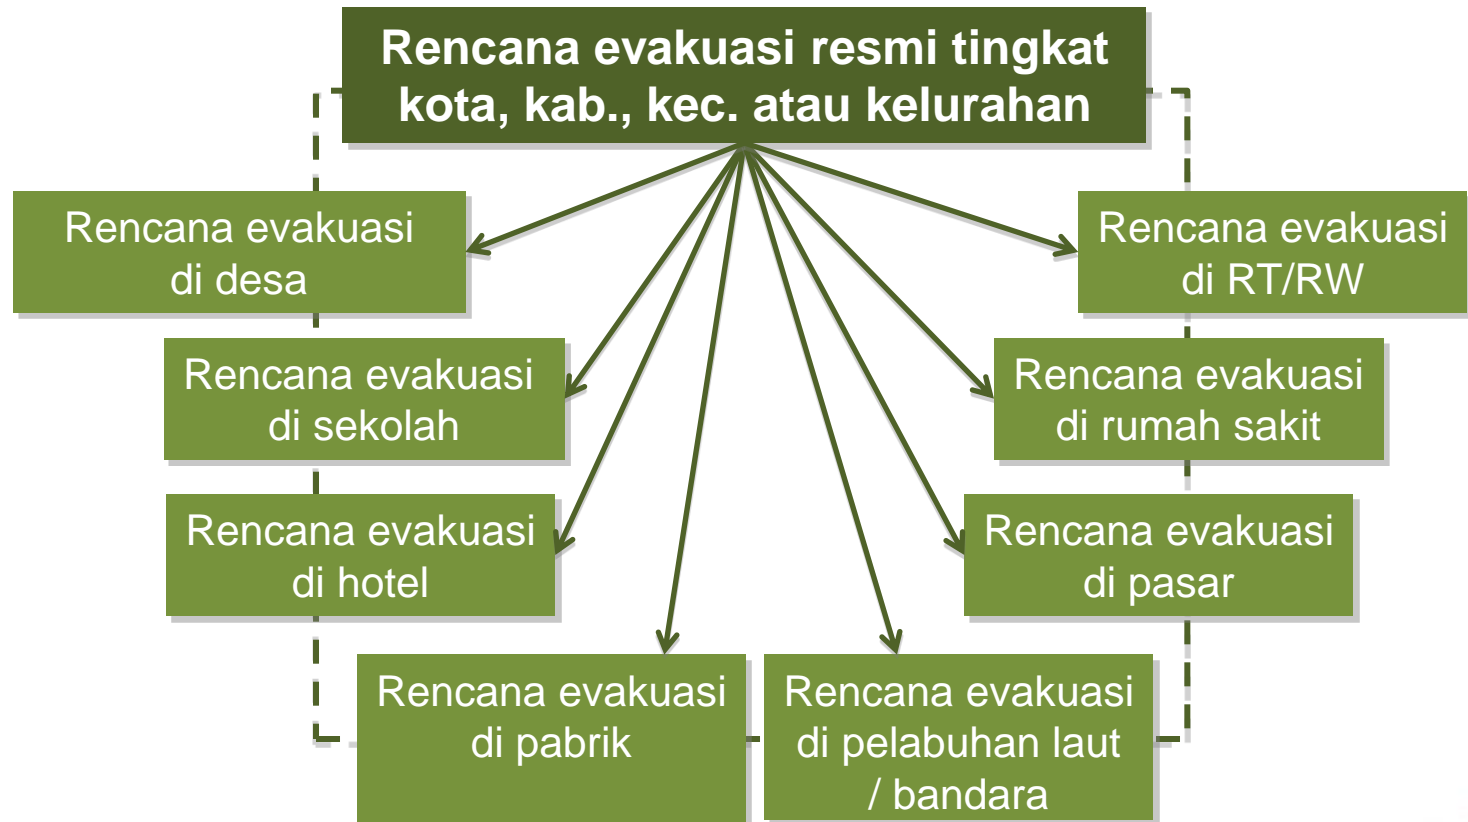 Rencana evakuasi resmi tingkat
kota, kab., kec. atau kelurahan
Rencana evakuasi
di desa
Rencana evakuasi
di RT/RW
Rencana evakuasi
di sekolah
Rencana evakuasi
di rumah sakit
Rencana evakuasi
di hotel
Rencana evakuasi
di pasar
Rencana evakuasi
di pabrik
Rencana evakuasi
di pelabuhan laut
/ bandara